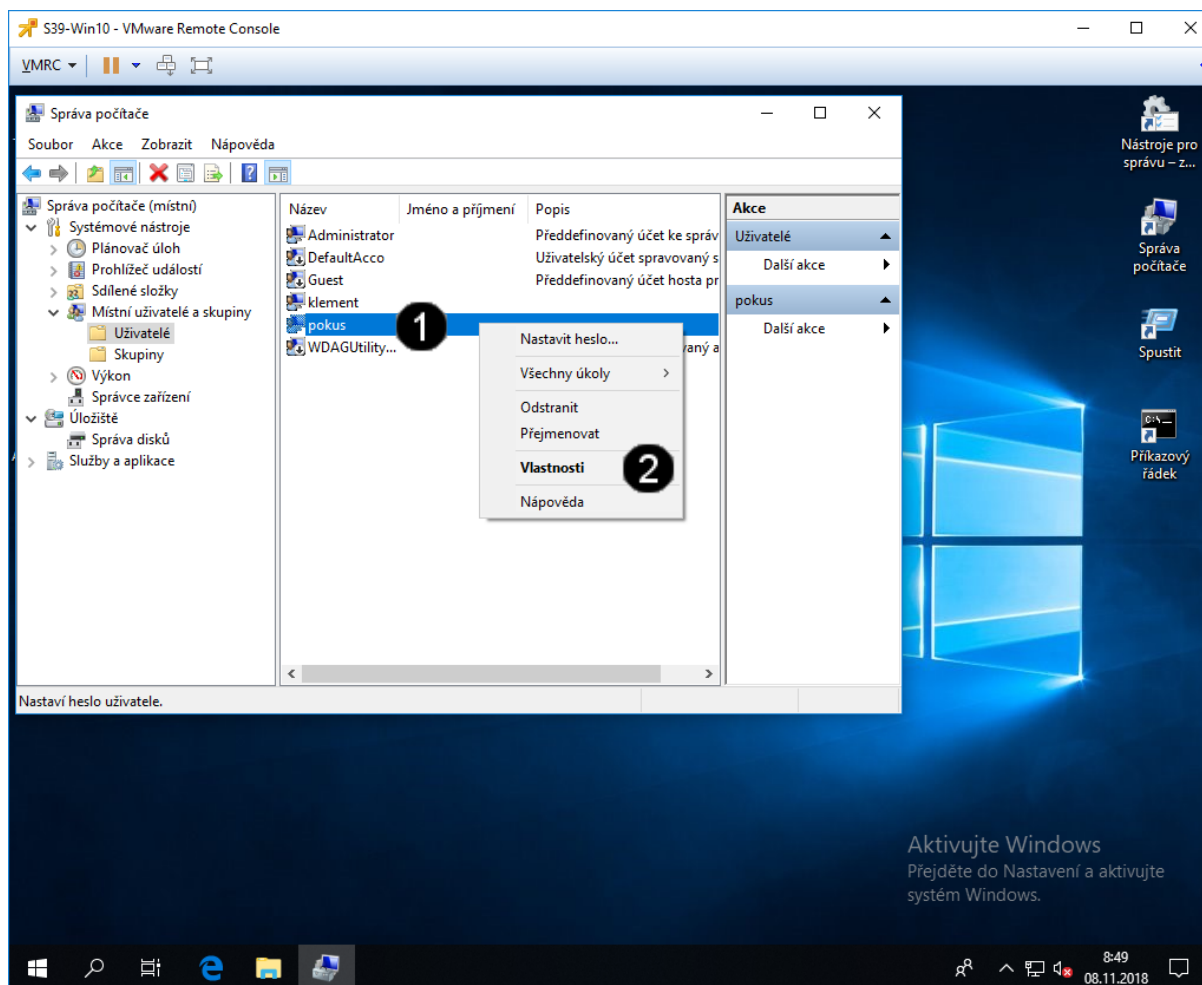 S39-Win10 - VMware Remote Console
VMRC
Správa počítače
Soubor Akce Zobrazit Nápověda
Správa počítače (místní)
Systémové nástroje
Plánovač úloh
Prohlížeč událostí
Sdílené složky
Místní uživatelé a skupiny
Uživatelé
Skupiny
Výkon
Správce zařízení
Úložiště
Správa disků
Služby a aplikace
Název Jméno a příjmení Popis
Administrator Předdefinovaný účet ke správ
DefaultAcco Uživatelský účet spravovaný s
Guest Předdefinovaný účet hosta pr
klement
pokus 1
WDAGUtility... vaný a
Nastavit heslo...
Všechny úkoly
Odstranit
Přejmenovat
Vlastnosti 2
Nápověda
Akce
Uživatelé
Další akce
pokus
Další akce
Nastaví heslo uživatele.
Nástroje pro
správu – z...
Správa
počítače
Spustit
C:\
Příkazový
řádek
Aktivujte Windows
Přejděte do Nastavení a aktivujte
systém Windows.
8:49
08.11.2018